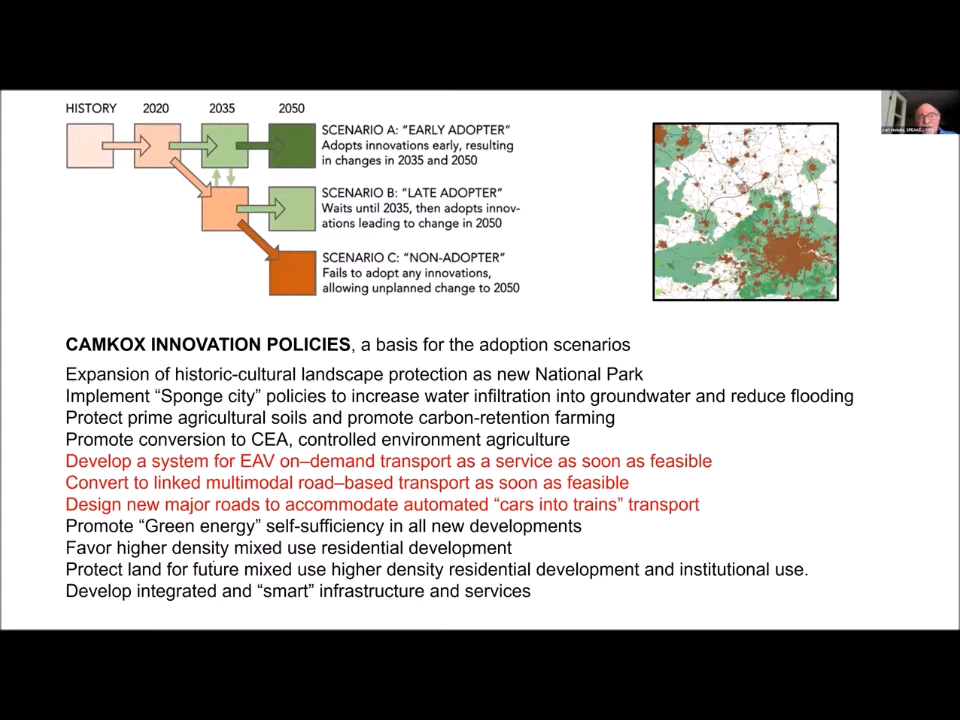 HISTORY 2020 2035 2050
SCENARIO A: "EARLY ADOPTER"
Adopts innovations early, resulting
in changes in 2035 and 2050
SCENARIO B: "LATE ADOPTER"
Waits until 2035, then adopts innov-
ations leading to change in 2050
SCENARIO C: "NON-ADOPTER"
Fails to adopt any innovations,
allowing unplanned change to 2050
CAMKOX INNOVATION POLICIES, a basis for the adoption scenarios
Expansion of historic-cultural landscape protection as new National Park
Implement “Sponge city” policies to increase water infiltration into groundwater and reduce flooding
Protect prime agricultural soils and promote carbon-retention farming
Promote conversion to CEA, controlled environment agriculture
Develop a system for EAV on–demand transport as a service as soon as feasible
Convert to linked multimodal road–based transport as soon as feasible
Design new major roads to accommodate automated “cars into trains” transport
Promote “Green energy” self-sufficiency in all new developments
Favor higher density mixed use residential development
Protect land for future mixed use higher density residential development and institutional use.
Develop integrated and “smart” infrastructure and services